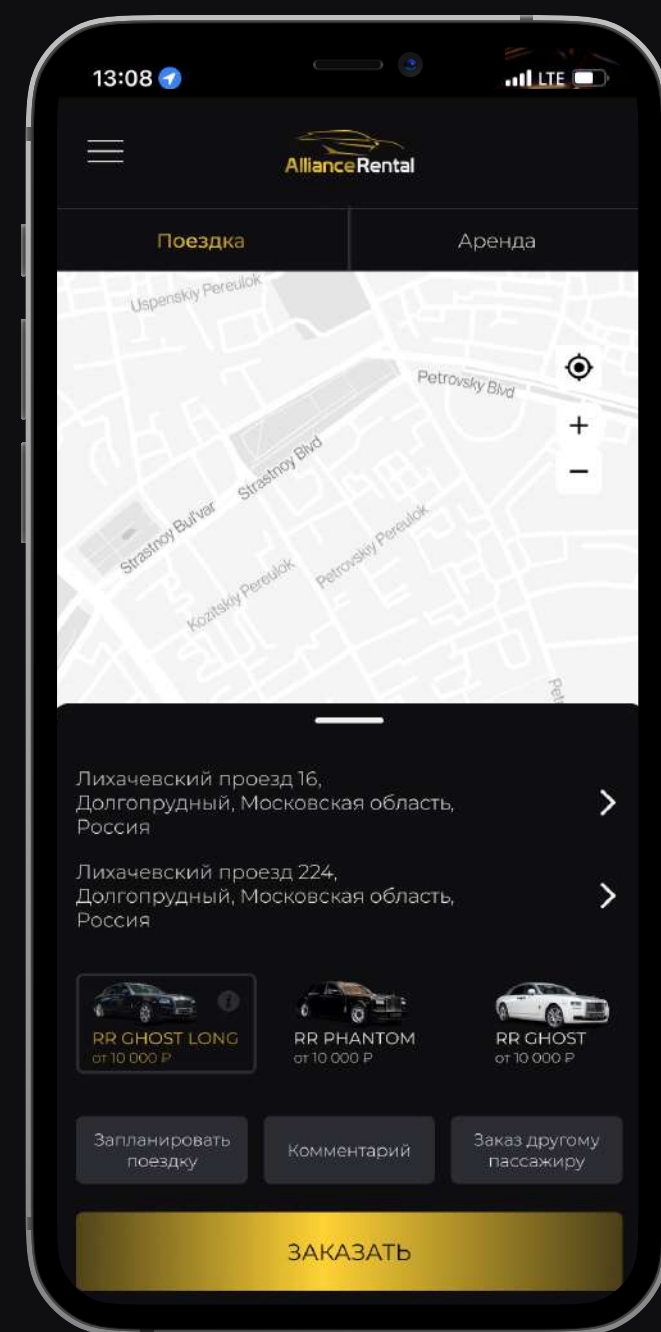 13:08
LTE
AllianceRental
Поездка
Аренда
Uspenskiy Pereulok
Petrovsky Blvd
Strastnoy Blvd
Strastnoy Bul'var
Petrovskiy Pereulok
Kozitskiy Pereulok
Pet
Лихачевский проезд 16,
Долгопрудный, Московская область,
Россия
Лихачевский проезд 224,
Долгопрудный, Московская область,
Россия
RR GHOST LONG
от 10 000 ₽
RR PHANTOM
от 10 000 ₽
RR GHOST
от 10 000 ₽
Запланировать
поездку
Комментарий
Заказ другому
пассажиру
ЗАКАЗАТЬ